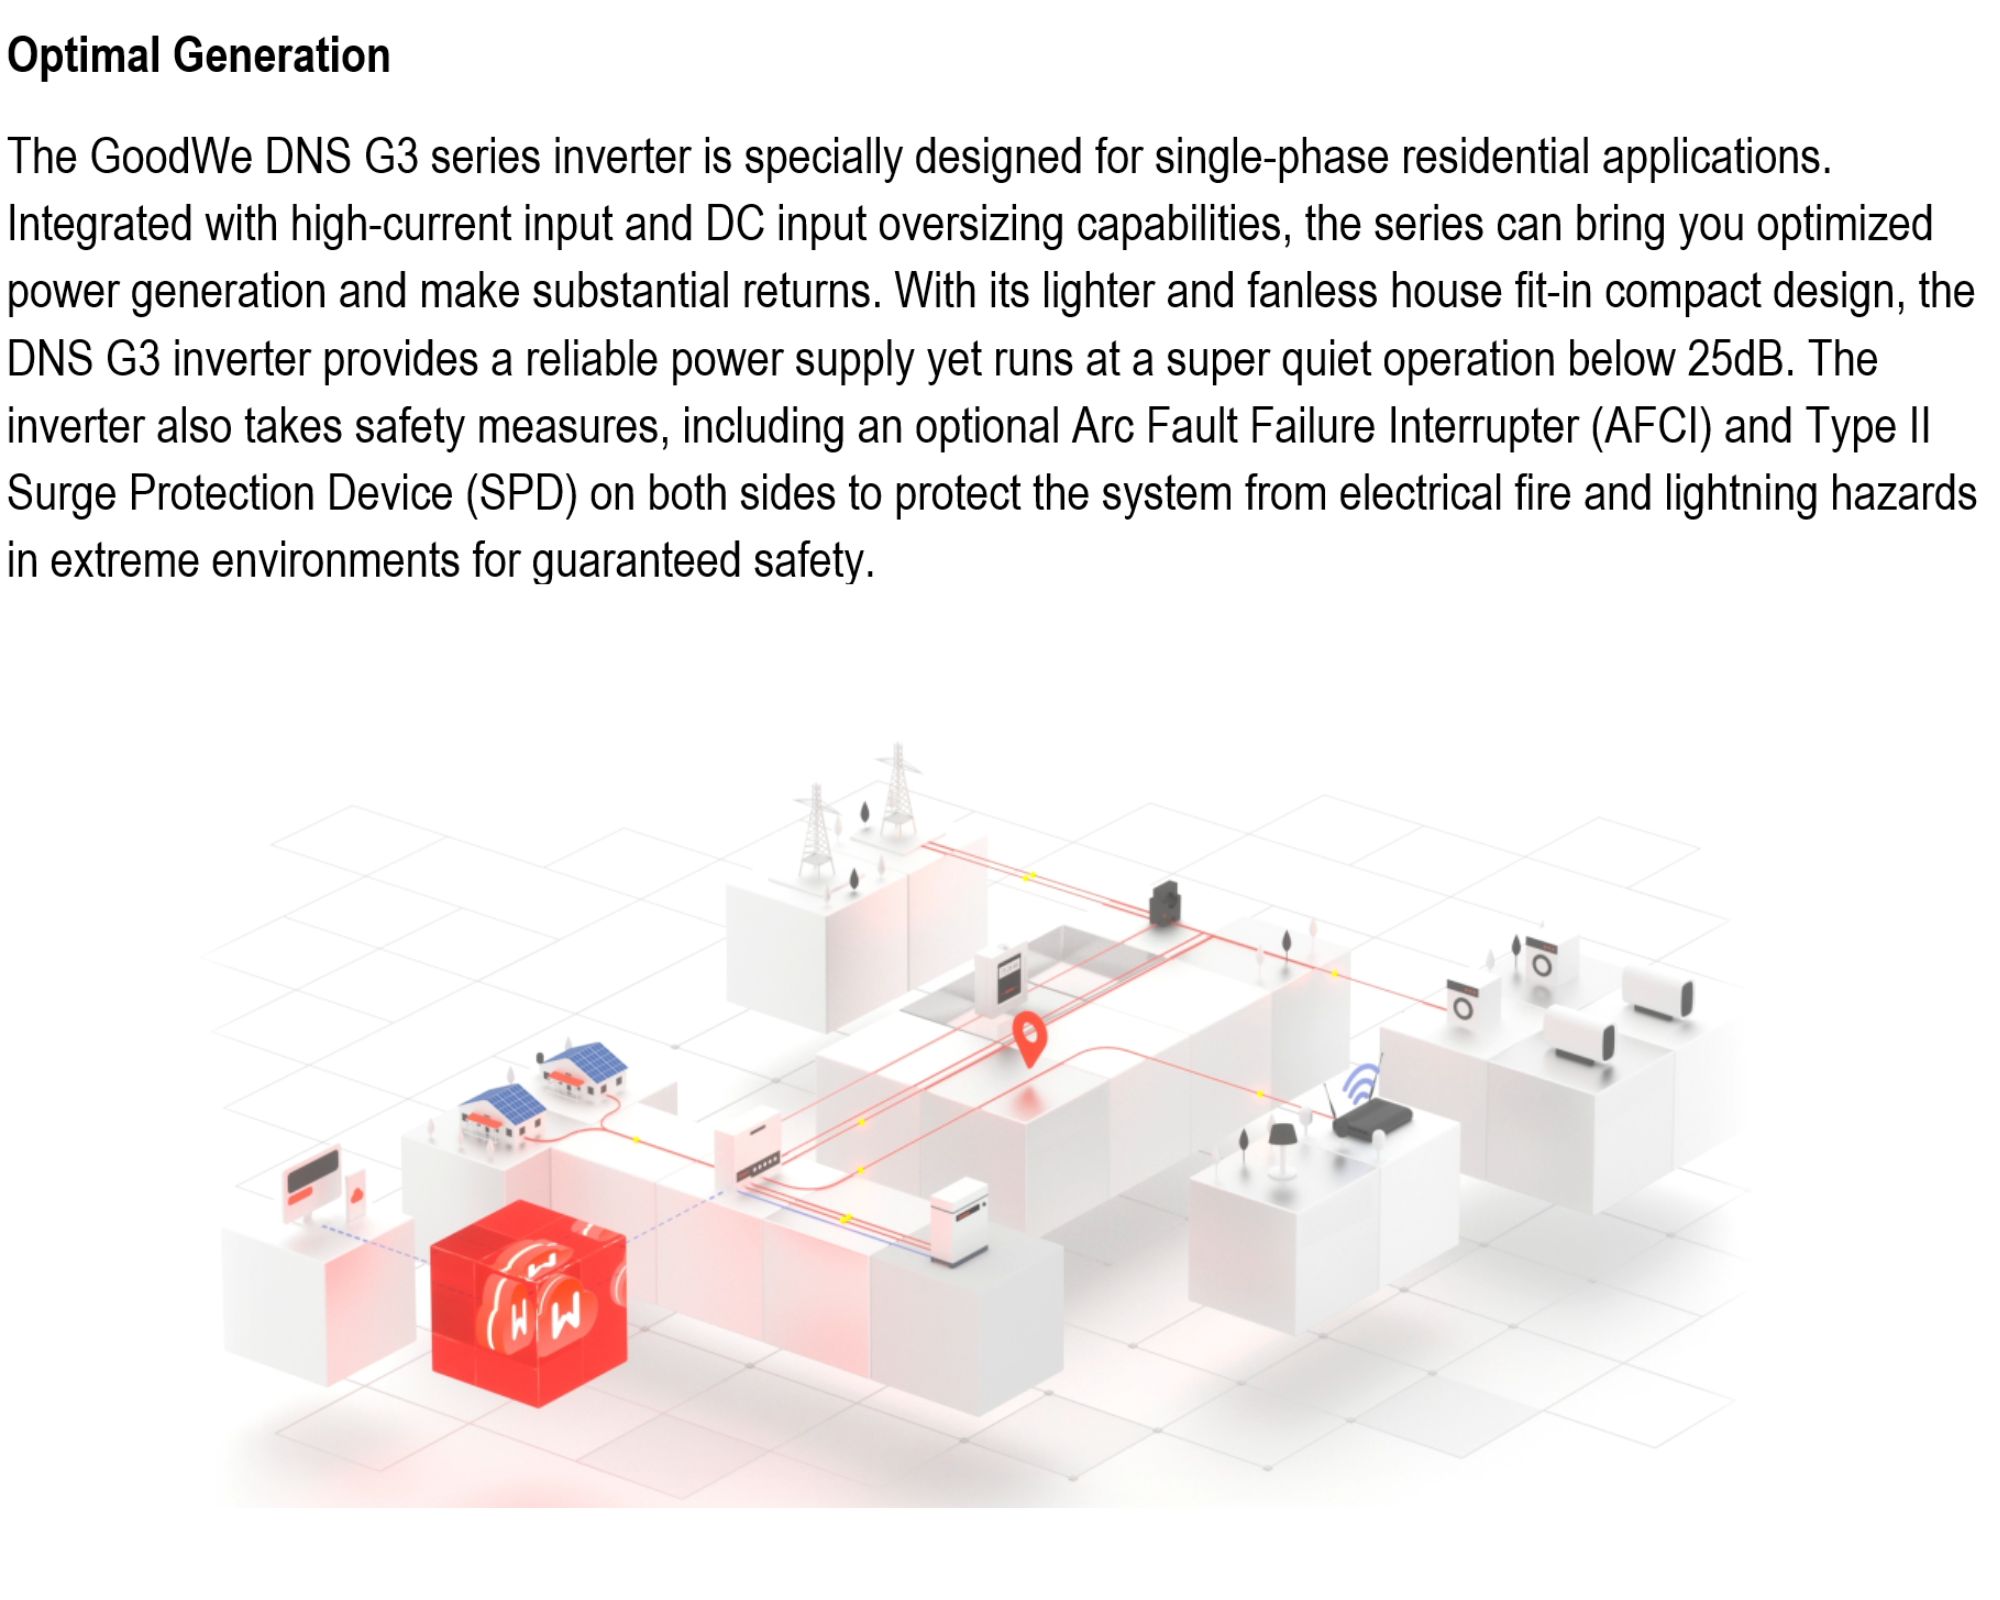 Optimal Generation
The GoodWe DNS G3 series inverter is specially designed for single-phase residential applications.
Integrated with high-current input and DC input oversizing capabilities, the series can bring you optimized
power generation and make substantial returns. With its lighter and fanless house fit-in compact design, the
DNS G3 inverter provides a reliable power supply yet runs at a super quiet operation below 25dB. The
inverter also takes safety measures, including an optional Arc Fault Failure Interrupter (AFCI) and Type II
Surge Protection Device (SPD) on both sides to protect the system from electrical fire and lightning hazards
in extreme environments for guaranteed safety.